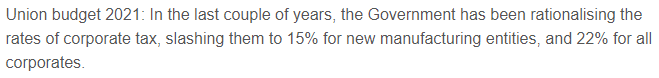 Union budget 2021: In the last couple of years, the Government has been rationalising the
rates of corporate tax, slashing them to 15% for new manufacturing entities, and 22% for all
corporates.